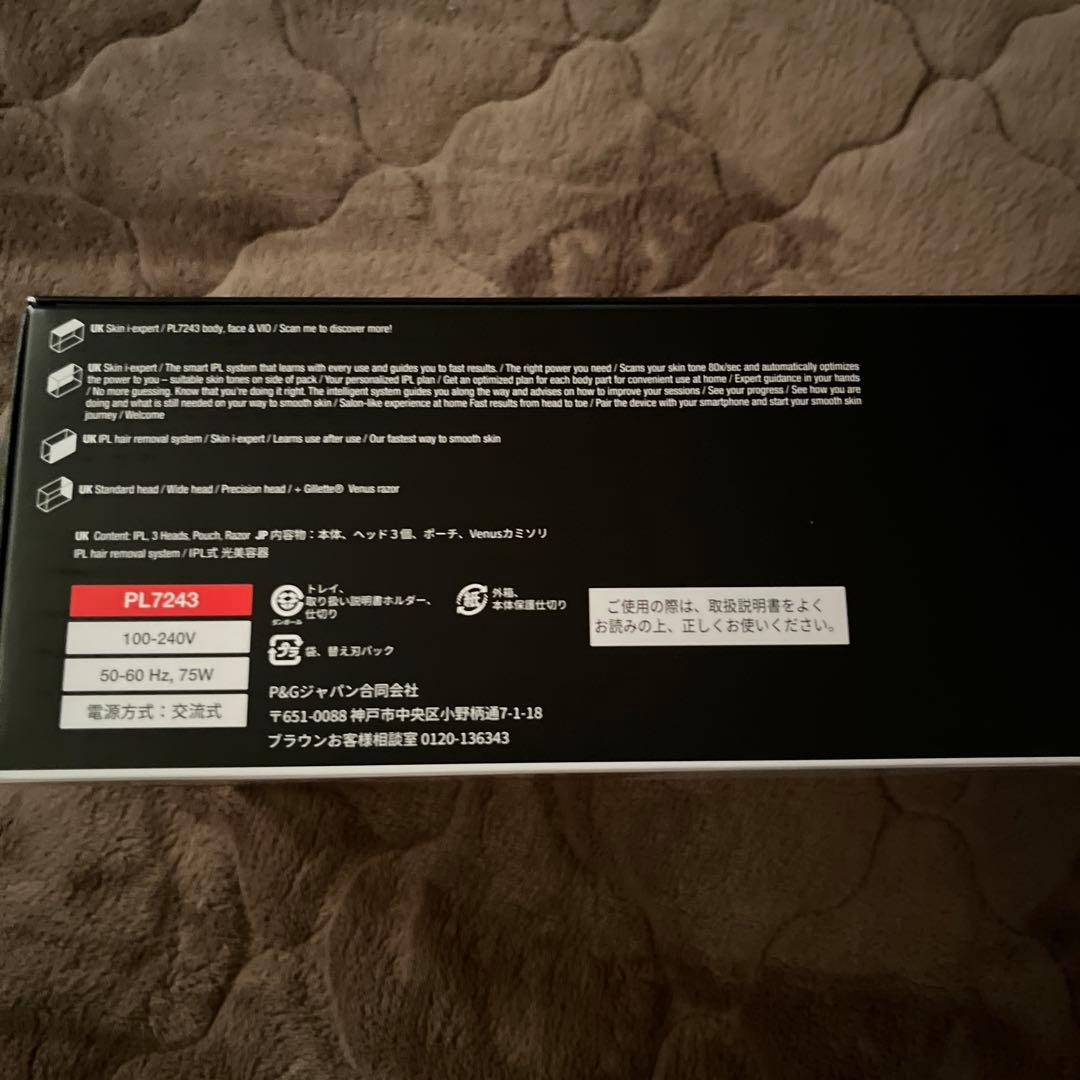 UK Skin i-expert / PL7243 body, face & VIO / Scan me to discover more!
UK Skin i-expert / The smart IPL system that learns with every use and guides you to fast results. / The right power you need / Scans your skin tone 80x/sec and automatically optimizes
the power to you – suitable skin tones on side of pack / Your personalized IPL plan / Get an optimized plan for each body part for convenient use at home / Expert guidance in your hands
/ No more guessing. Know that you're doing it right. The intelligent system guides you along the way and advises on how to improve your sessions / See your progress / See how you are
doing and what is still needed on your way to smooth skin / Salon-like experience at home Fast results from head to toe / Pair the device with your smartphone and start your smooth skin
journey / Welcome
UK IPL hair removal system / Skin i-expert / Learns use after use / Our fastest way to smooth skin
UK Standard head / Wide head / Precision head / + Gillette® Venus razor
UK Content: IPL, 3 Heads, Pouch, Razor JP 内容物：本体、ヘッド3個、ポーチ、Venusカミソリ
IPL hair removal system / IPL式 光美容器
PL7243
100-240V
50-60 Hz, 75W
電源方式：交流式
ダンボール
トレイ、
取り扱い説明書ホルダー、
仕切り
紙
外箱、
本体保護仕切り
プラ
袋、替え刃パック
P&Gジャパン合同会社
〒651-0088 神戸市中央区小野柄通7-1-18
ブラウンお客様相談室 0120-136343
ご使用の際は、取扱説明書をよく
お読みの上、正しくお使いください。